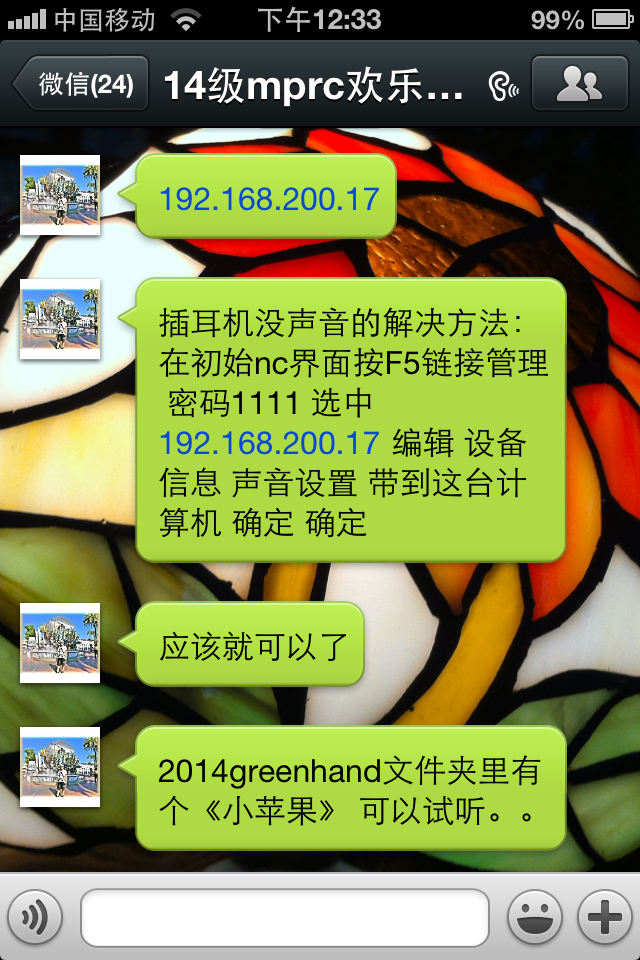 中国移动 下午12:33 99%
微信(24) 14级mprc欢乐...
192.168.200.17
插耳机没声音的解决方法：
在初始nc界面按F5链接管理
密码1111 选中
192.168.200.17 编辑 设备
信息 声音设置 带到这台计
算机 确定 确定
应该就可以了
2014greenhand文件夹里有
个《小苹果》 可以试听。。